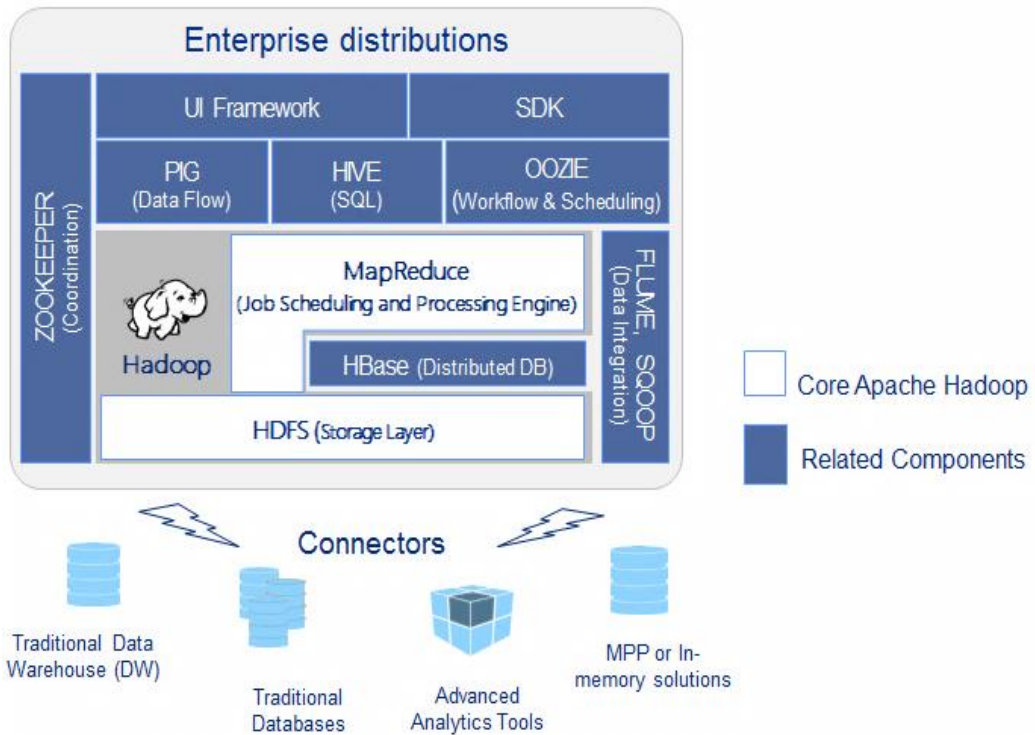 Enterprise distributions
UI Framework
SDK
PIG
(Data Flow)
HIVE
(SQL)
OOZIE
(Workflow & Scheduling)
ZOOKEEPER
(Coordination)
MapReduce
(Job Scheduling and Processing Engine)
Hadoop
HBase (Distributed DB)
HDFS (Storage Layer)
FLUME, SQOOP
(Data Integration)
Core Apache Hadoop
Related Components
Connectors
Traditional Data
Warehouse (DW)
Traditional
Databases
Advanced
Analytics Tools
MPP or In-
memory solutions